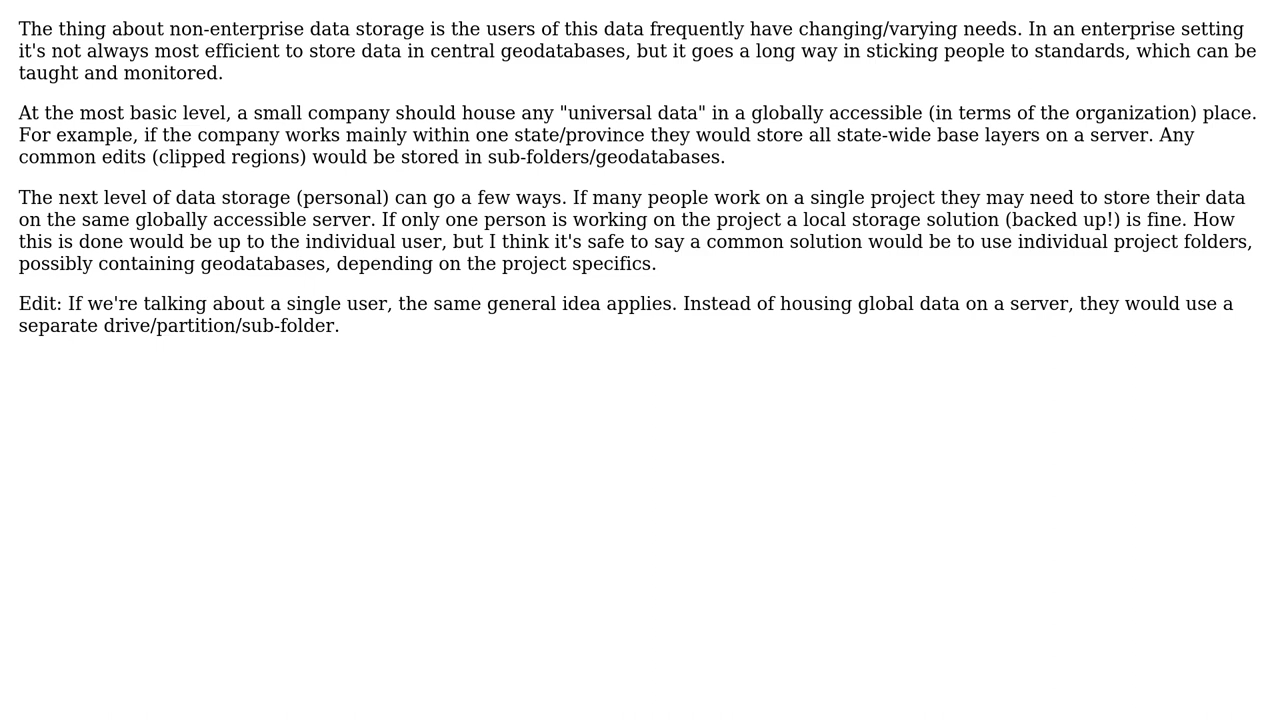 The thing about non-enterprise data storage is the users of this data frequently have changing/varying needs. In an enterprise setting
it's not always most efficient to store data in central geodatabases, but it goes a long way in sticking people to standards, which can be
taught and monitored.
At the most basic level, a small company should house any "universal data" in a globally accessible (in terms of the organization) place.
For example, if the company works mainly within one state/province they would store all state-wide base layers on a server. Any
common edits (clipped regions) would be stored in sub-folders/geodatabases.
The next level of data storage (personal) can go a few ways. If many people work on a single project they may need to store their data
on the same globally accessible server. If only one person is working on the project a local storage solution (backed up!) is fine. How
this is done would be up to the individual user, but I think it's safe to say a common solution would be to use individual project folders,
possibly containing geodatabases, depending on the project specifics.
Edit: If we're talking about a single user, the same general idea applies. Instead of housing global data on a server, they would use a
separate drive/partition/sub-folder.